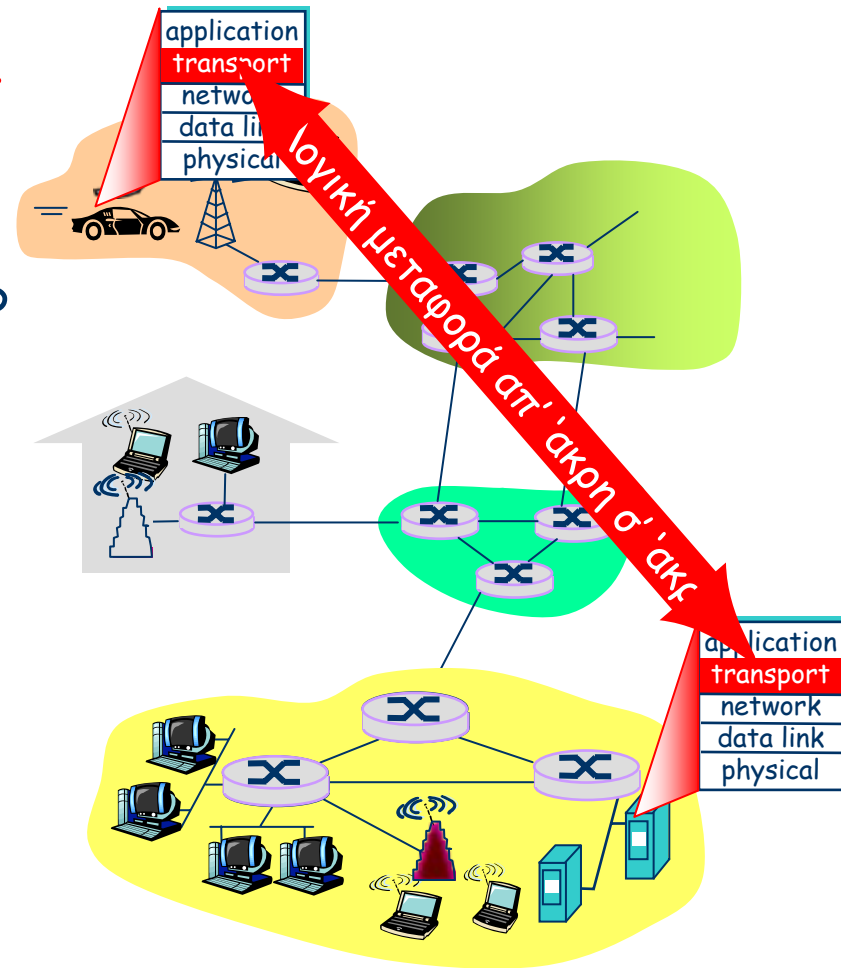 application
transport
network
data link
physical
λογική μεταφορά απ' άκρη σ' άκρ
application
transport
network
data link
physical